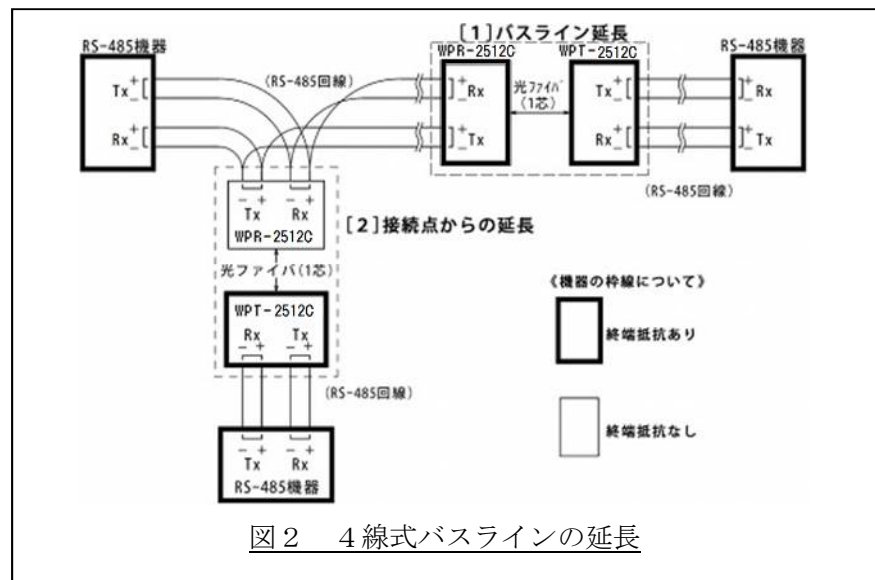 [1]バスライン延長
RS-485機器
WPR-2512C
WPT-2512C
RS-485機器
(RS-485回線)
Tx + −
Rx + −
+ − Rx
+ − Tx
光ファイバ
(1芯)
Tx + −
Rx + −
+ − Rx
+ − Tx
(RS-485回線)
− + − +
Tx Rx
WPR-2512C
[2]接続点からの延長
光ファイバ(1芯)
WPT-2512C
Rx Tx
− + − +
(RS-485回線)
− + − +
Tx Rx
RS-485機器
《機器の枠線について》
終端抵抗あり
終端抵抗なし
図２ ４線式バスラインの延長